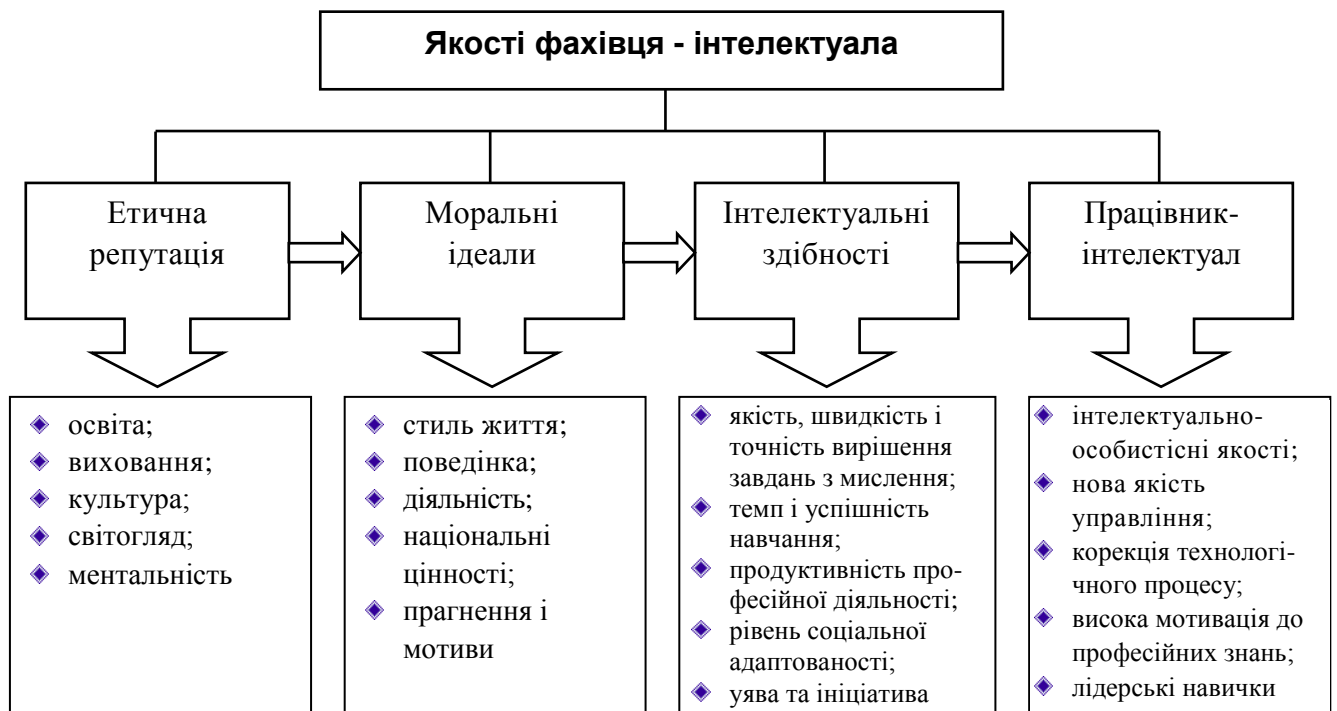 Якості фахівця - інтелектуала
Етична
репутація
Моральні
ідеали
Інтелектуальні
здібності
Працівник-
інтелектуал
освіта;
виховання;
культура;
світогляд;
ментальність
стиль життя;
поведінка;
діяльність;
національні
цінності;
прагнення і
мотиви
якість, швидкість і
точність вирішення
завдань з мислення;
темп і успішність
навчання;
продуктивність про-
фесійної діяльності;
рівень соціальної
адаптованості;
уява та ініціатива
інтелектуально-
особистісні якості;
нова якість
управління;
корекція технологі-
чного процесу;
висока мотивація до
професійних знань;
лідерські навички